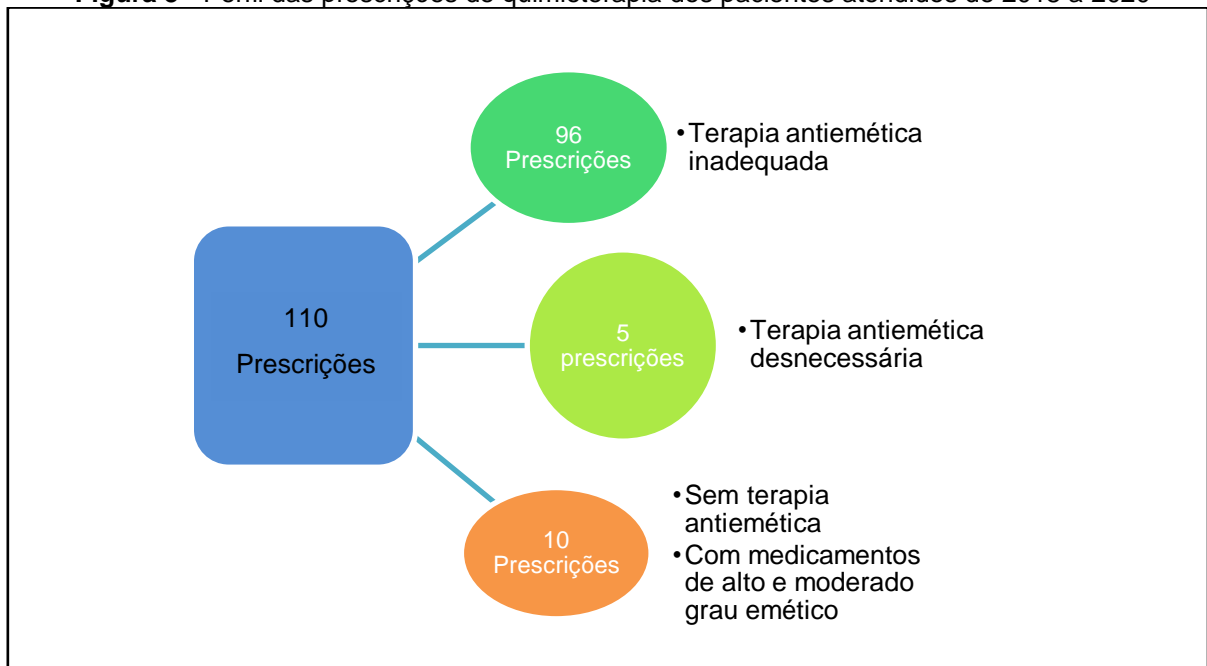 110
Prescrições
96
Prescrições
•Terapia antiemética
inadequada
5
prescrições
•Terapia antiemética
desnecessária
10
Prescrições
•Sem terapia
antiemética
•Com medicamentos
de alto e moderado
grau emético